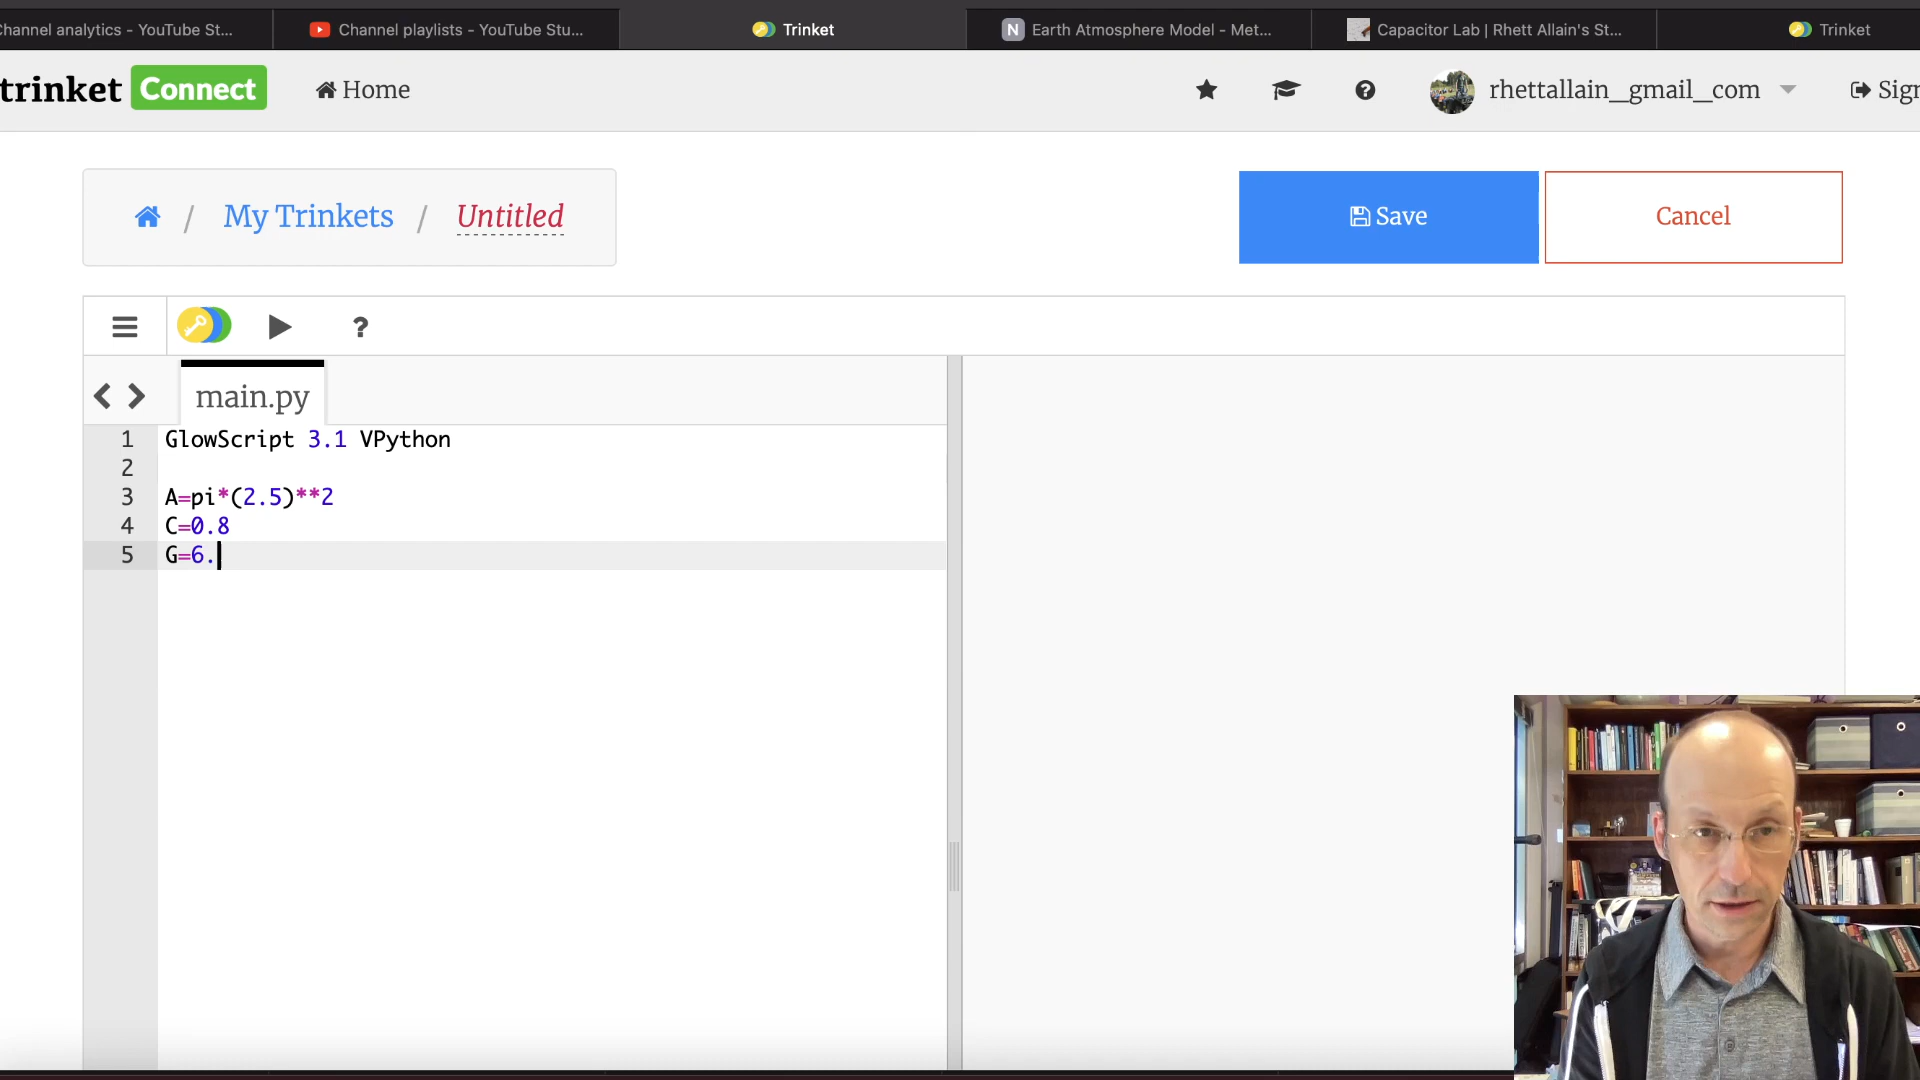 Channel analytics - YouTube St...
Channel playlists - YouTube Stu...
Trinket
N Earth Atmosphere Model - Met...
Capacitor Lab | Rhett Allain's St...
Trinket
trinket Connect
Home
?
rhettallain_gmail_com
Sign
/ My Trinkets / Untitled
Save
Cancel
?
main.py
1 GlowScript 3.1 VPython
2
3 A=pi*(2.5)**2
4 C=0.8
5 G=6.